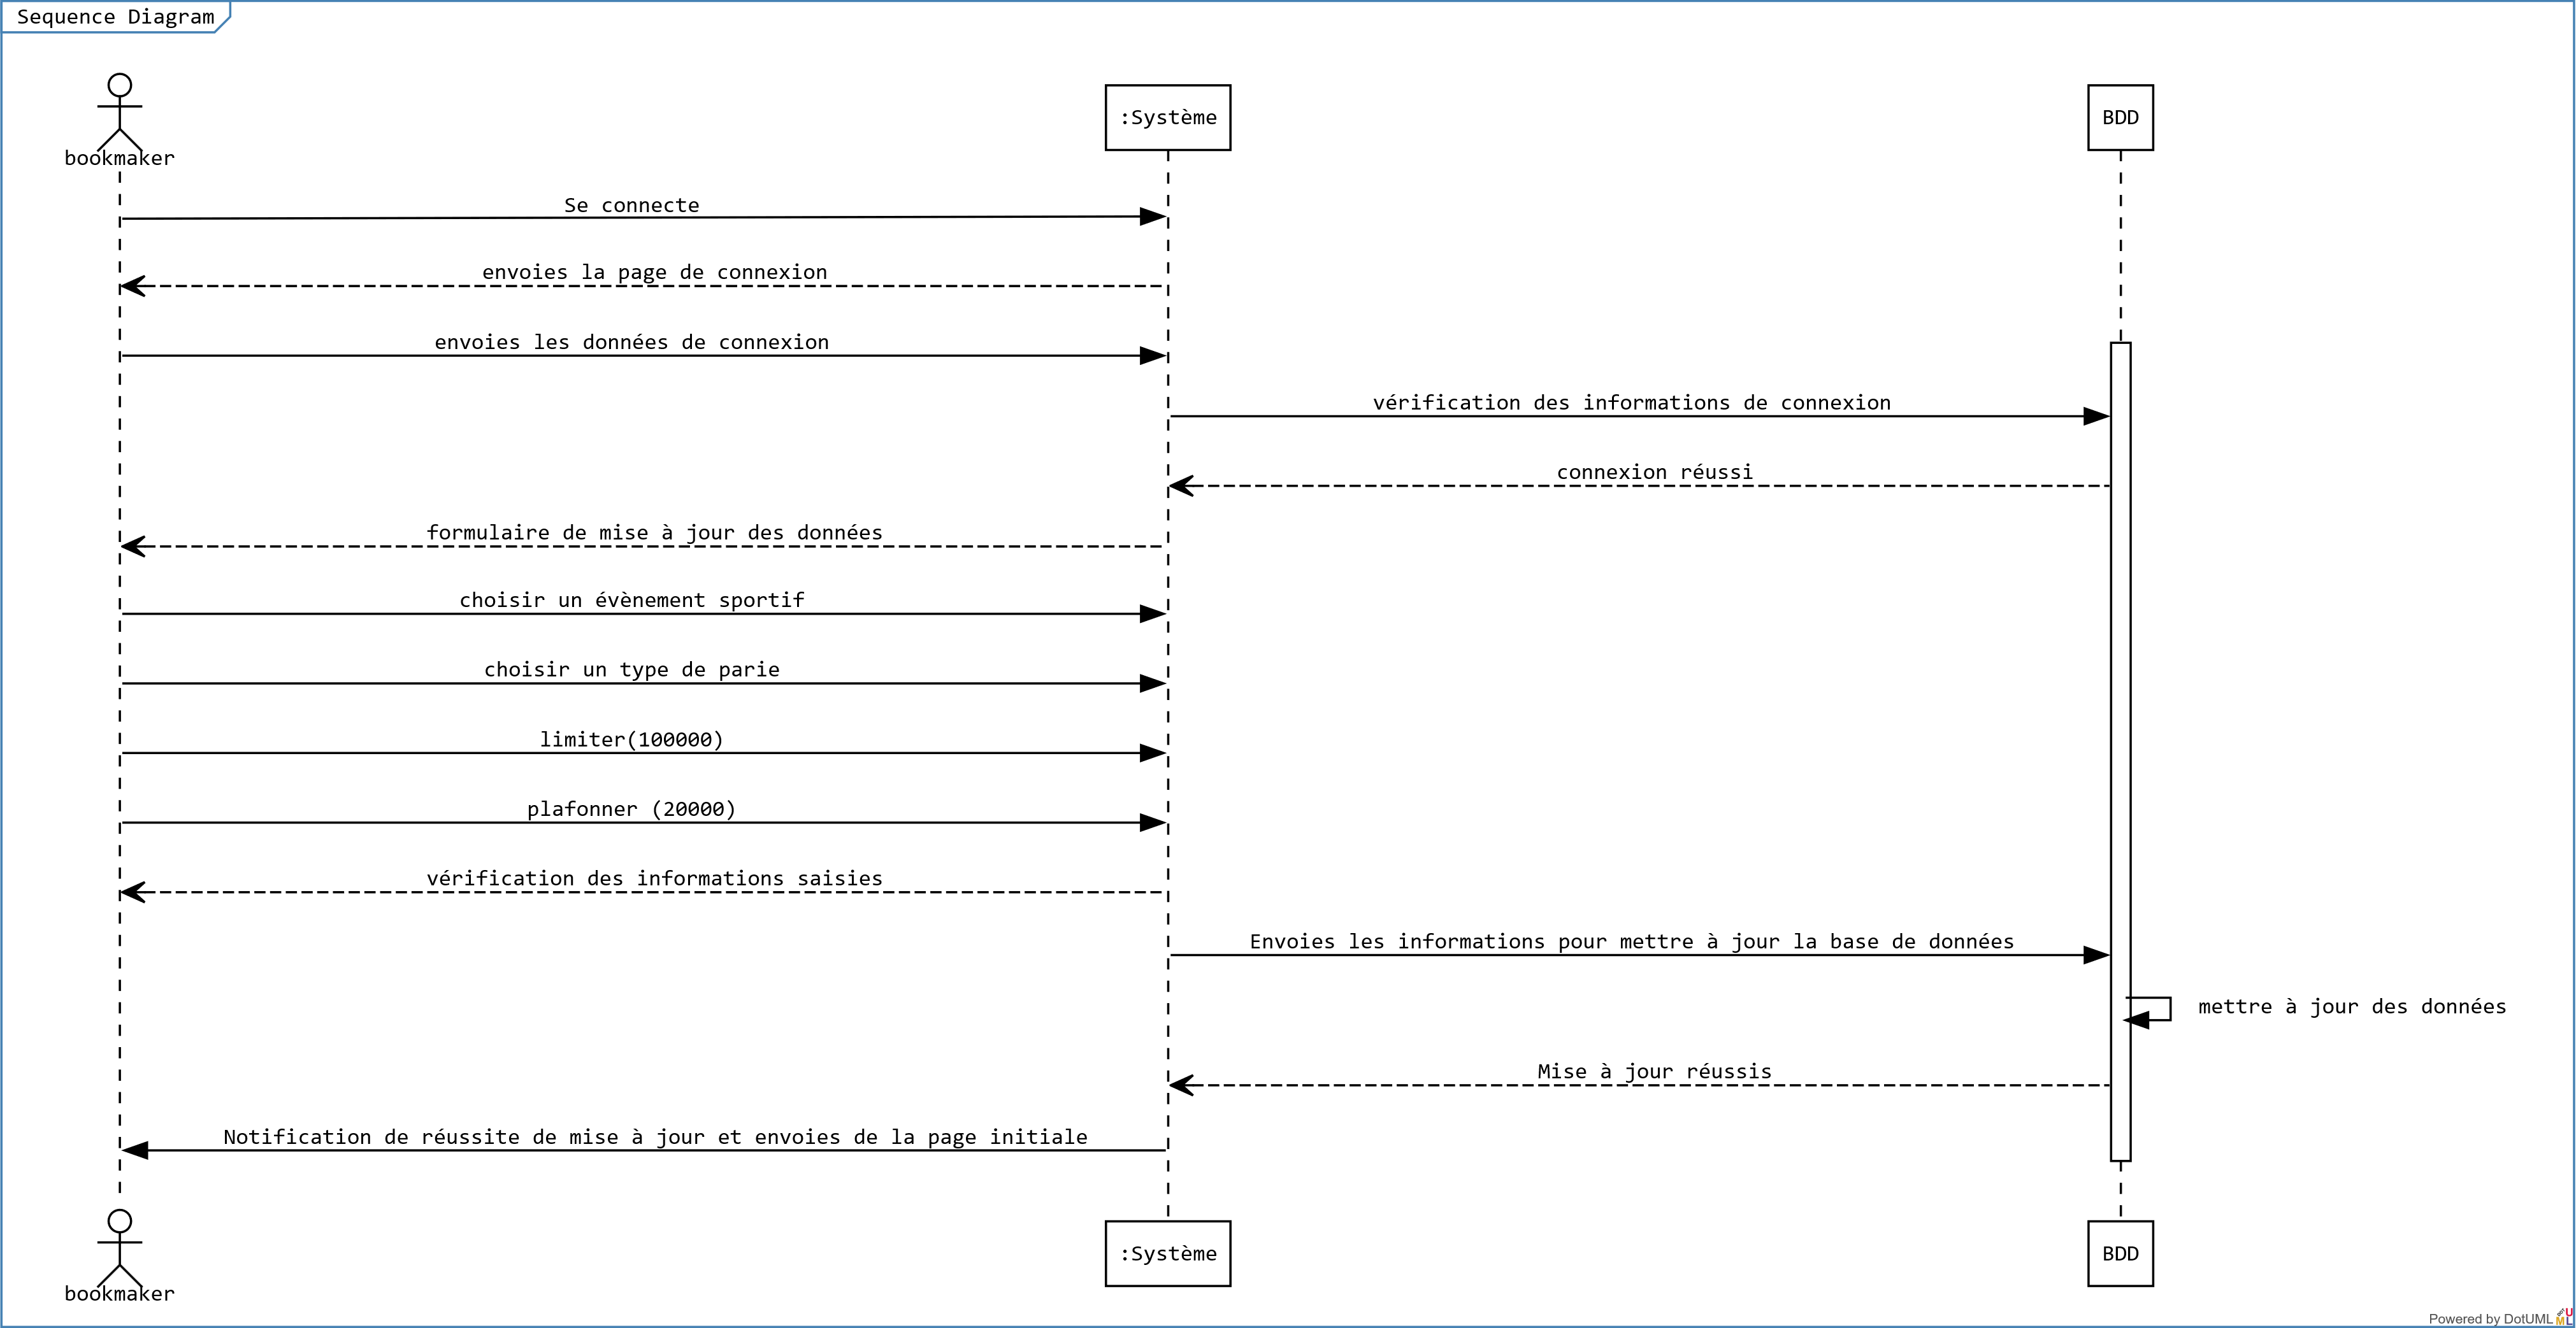 Sequence Diagram
bookmaker
:Système
BDD
Se connecte
envoies la page de connexion
envoies les données de connexion
vérification des informations de connexion
connexion réussi
formulaire de mise à jour des données
choisir un évènement sportif
choisir un type de parie
limiter(100000)
plafonner (20000)
vérification des informations saisies
Envoies les informations pour mettre à jour la base de données
mettre à jour des données
Mise à jour réussis
Notification de réussite de mise à jour et envoies de la page initiale
bookmaker
:Système
BDD
Powered by DotUML